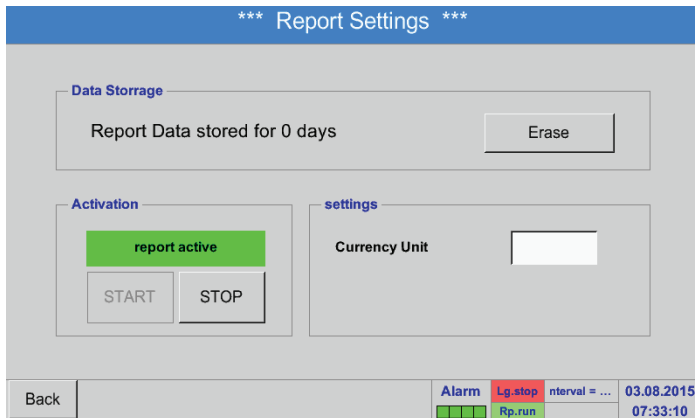 *** Report Settings ***
Data Storrage
Report Data stored for 0 days
Erase
Activation
report active
START
STOP
settings
Currency Unit
Back
Alarm
Lg.stop
nterval = ...
03.08.2015
Rp.run
07:33:10